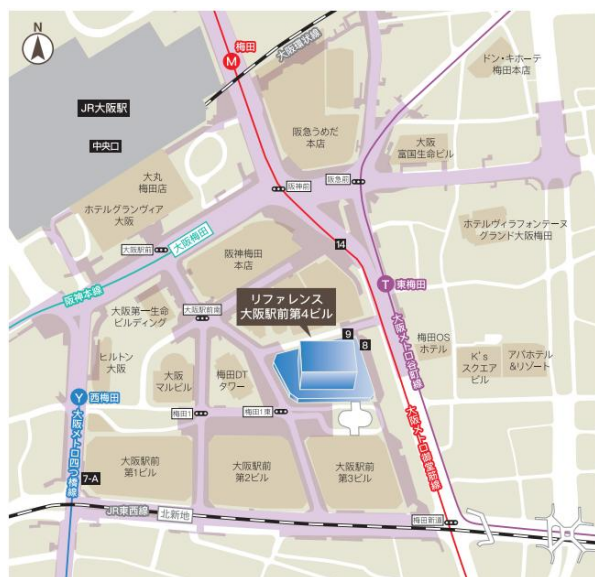 N
M
梅田
大阪環状線
ドン・キホーテ
梅田本店
JR大阪駅
中央口
阪急うめだ
本店
大阪
富国生命ビル
大丸
梅田店
阪神前
阪急前
ホテルグランヴィア
大阪
大阪梅田
大阪駅前
阪神本線
阪神梅田
本店
14
ホテルヴィラフォンテーヌ
グランド大阪梅田
T
東梅田
大阪メトロ谷町線
大阪第一生命
ビルディング
大阪駅前南
リファレンス
大阪駅前第4ビル
9
8
梅田OS
ホテル
K's
スクエア
ビル
アパホテル
&リゾート
ヒルトン
大阪
大阪
マルビル
梅田DT
タワー
Y
西梅田
梅田1
梅田1東
大阪メトロ四つ橋線
大阪メトロ御堂筋線
7-A
大阪駅前
第1ビル
大阪駅前
第2ビル
大阪駅前
第3ビル
JR東西線
北新地
梅田新道